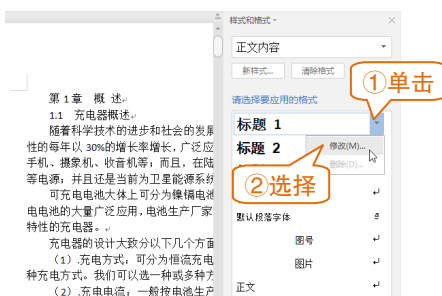 第 1 章 概 述
1.1 充电器概述
随着科学技术的进步和社会的发展
性的每年以 30%的增长率增长，广泛应
手机、摄象机、收音机等；而且，在陆
等电源；并且还是当前为卫星能源系统
可充电电池大体上可分为镍镉电池
电电池的大量广泛应用，电池生产厂家
特性的充电器。
充电器的设计大致分以下几个方面
（1）.充电方式：可分为恒流充电
种充电方式。我们可以选一种或多种方
（2）.充电电流：一般按电池生产
样式和格式
正文内容
新样式... 清除格式
请选择要应用的格式
①单击
标题 1
标题 2
修改(M)...
删除(D)...
②选择
默认段落字体 a
图号
图片
正文